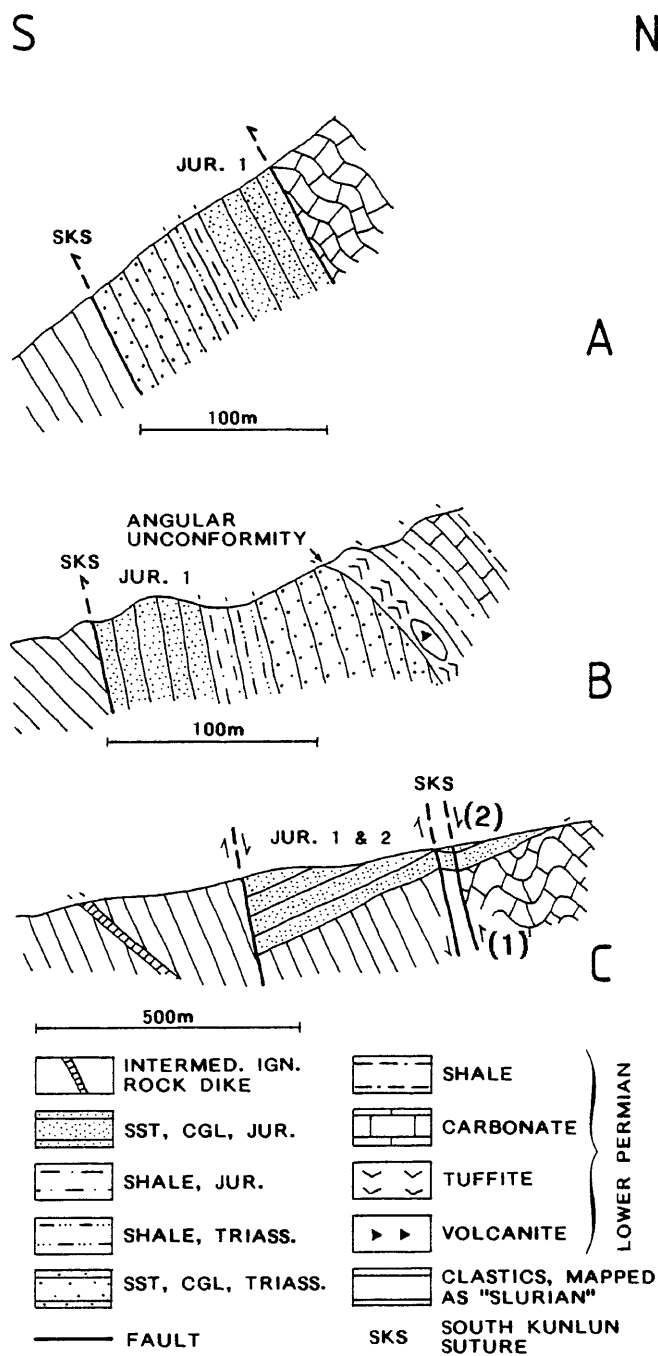 S
N
JUR. 1
SKS
A
100m
ANGULAR
UNCONFORMITY
SKS
JUR. 1
B
100m
SKS
JUR. 1 & 2
(2)
(1)
C
500m
INTERMED. IGN.
ROCK DIKE
SST, CGL, JUR.
SHALE, JUR.
SHALE, TRIASS.
SST, CGL, TRIASS.
FAULT
SHALE
CARBONATE
TUFFITE
VOLCANITE
LOWER PERMIAN
CLASTICS, MAPPED
AS "SLURIAN"
SKS
SOUTH KUNLUN
SUTURE